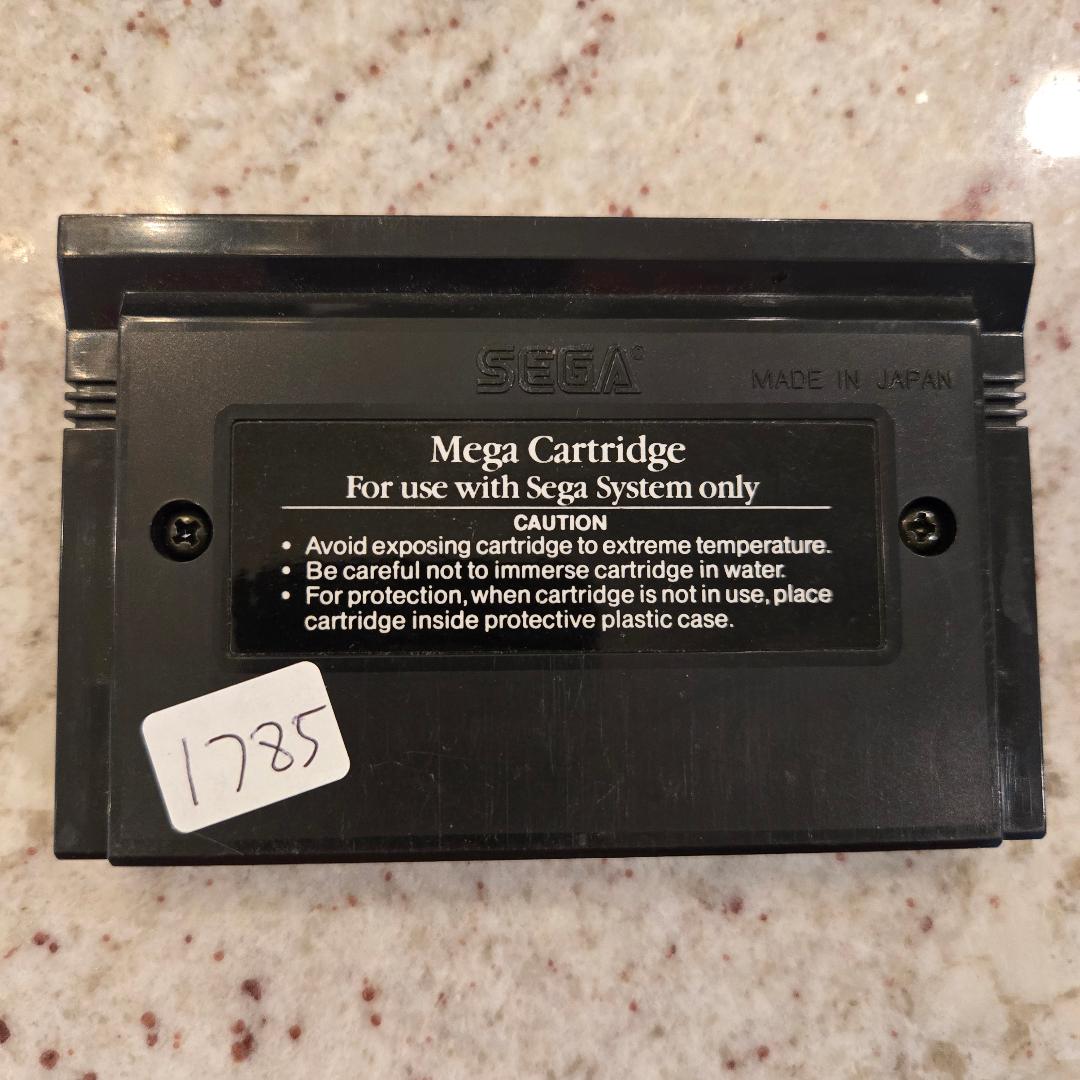 SEGA®
MADE IN JAPAN
Mega Cartridge
For use with Sega System only
CAUTION
• Avoid exposing cartridge to extreme temperature.
• Be careful not to immerse cartridge in water.
• For protection, when cartridge is not in use, place
cartridge inside protective plastic case.
1785